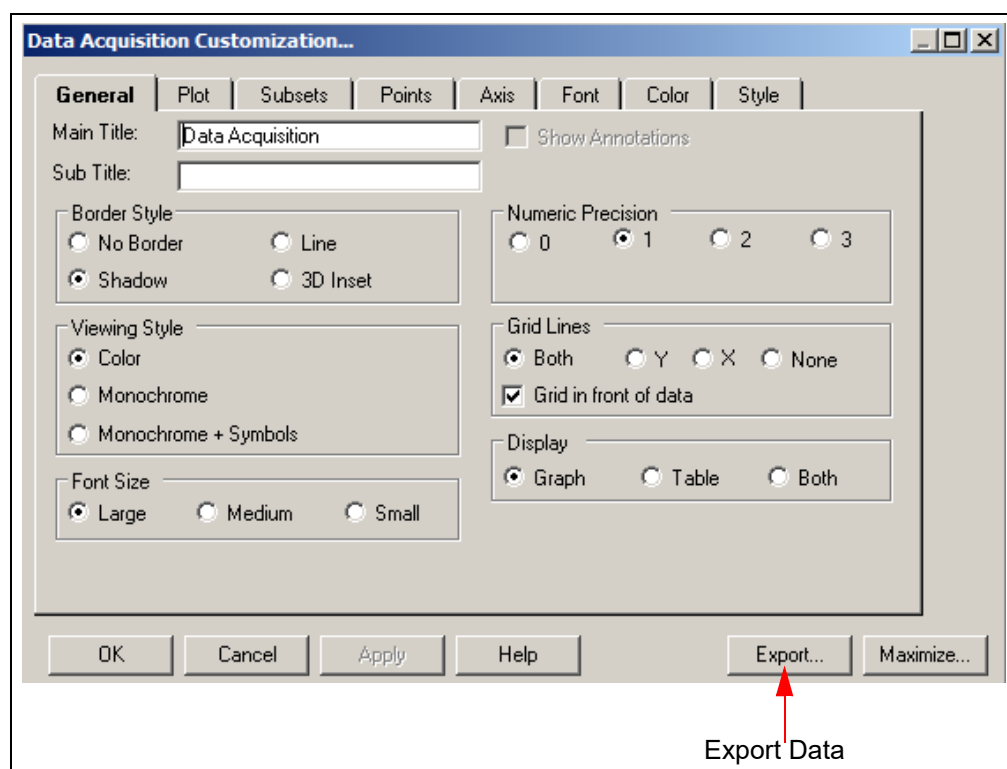 Data Acquisition Customization...
General Plot Subsets Points Axis Font Color Style
Main Title: Data Acquisition Show Annotations
Sub Title:
Border Style
No Border Line
Shadow 3D Inset
Numeric Precision
0 1 2 3
Viewing Style
Color
Monochrome
Monochrome + Symbols
Grid Lines
Both Y X None
Grid in front of data
Font Size
Large Medium Small
Display
Graph Table Both
OK Cancel Apply Help Export... Maximize...
Export Data